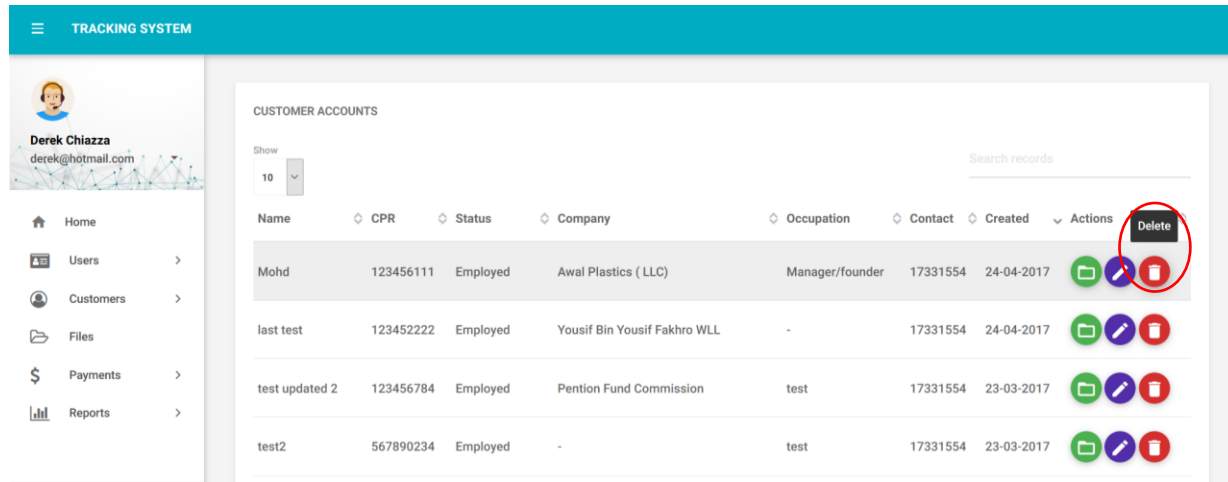 TRACKING SYSTEM
Derek Chiazza
derek@hotmail.com
Home
Users
Customers
Files
Payments
Reports
CUSTOMER ACCOUNTS
Show
10
Search records
Name CPR Status Company Occupation Contact Created Actions
Delete
Mohd 123456111 Employed Awal Plastics ( LLC) Manager/founder 17331554 24-04-2017
last test 123452222 Employed Yousif Bin Yousif Fakhro WLL - 17331554 24-04-2017
test updated 2 123456784 Employed Pention Fund Commission test 17331554 23-03-2017
test2 567890234 Employed - test 17331554 23-03-2017